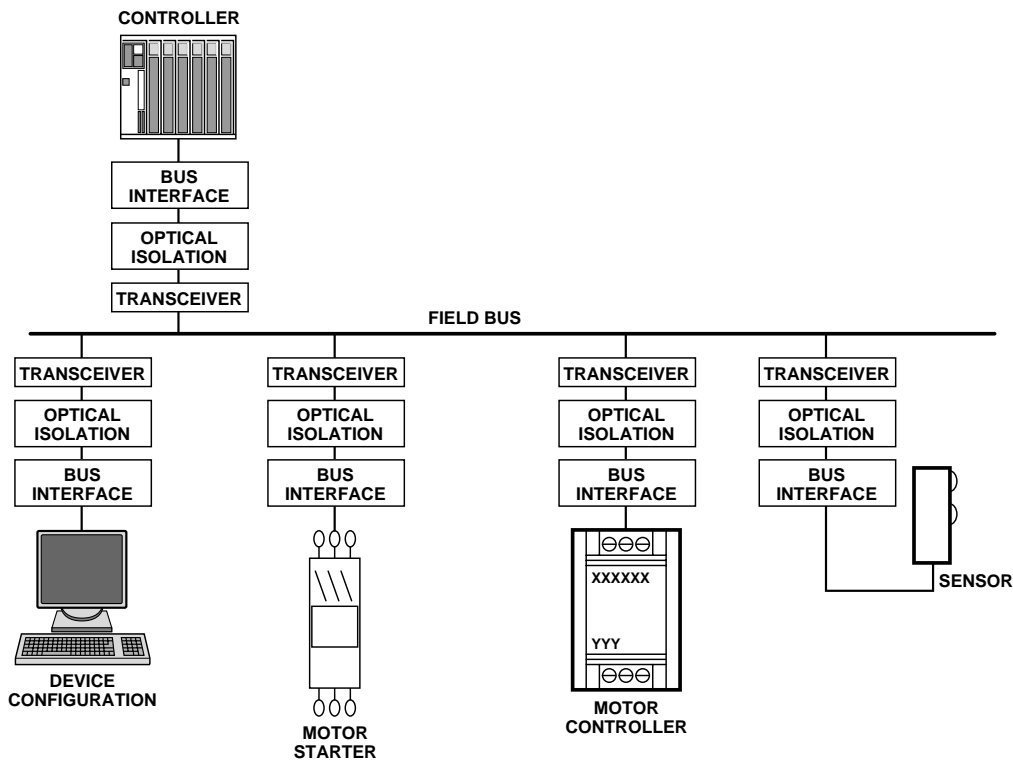 CONTROLLER
BUS
INTERFACE
OPTICAL
ISOLATION
TRANSCEIVER
FIELD BUS
TRANSCEIVER
OPTICAL
ISOLATION
BUS
INTERFACE
DEVICE
CONFIGURATION
TRANSCEIVER
OPTICAL
ISOLATION
BUS
INTERFACE
MOTOR
STARTER
TRANSCEIVER
OPTICAL
ISOLATION
BUS
INTERFACE
XXXXXX
YYY
MOTOR
CONTROLLER
TRANSCEIVER
OPTICAL
ISOLATION
BUS
INTERFACE
SENSOR